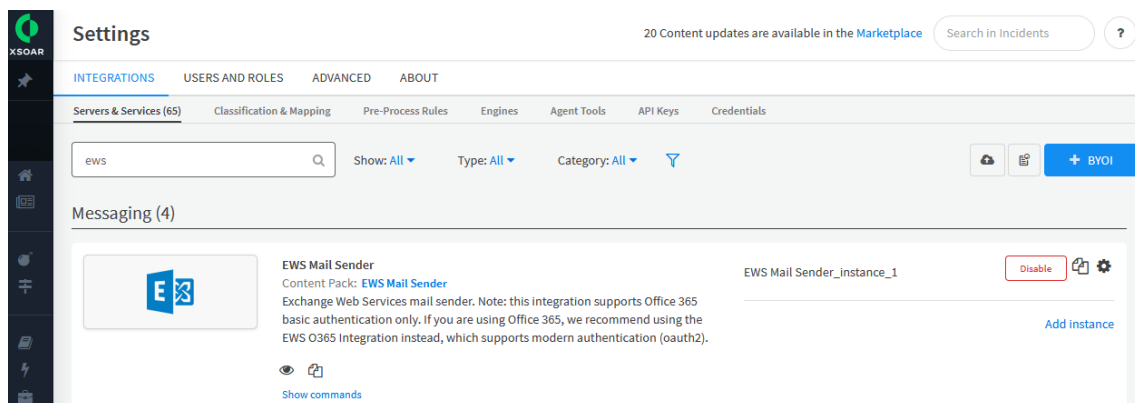 XSOAR
Settings
20 Content updates are available in the Marketplace
Search in Incidents
?
INTEGRATIONS USERS AND ROLES ADVANCED ABOUT
Servers & Services (65) Classification & Mapping Pre-Process Rules Engines Agent Tools API Keys Credentials
ews
Show: All Type: All Category: All
+ BYOI
Messaging (4)
E
EWS Mail Sender
Content Pack: EWS Mail Sender
Exchange Web Services mail sender. Note: this integration supports Office 365
basic authentication only. If you are using Office 365, we recommend using the
EWS O365 Integration instead, which supports modern authentication (oauth2).
Show commands
EWS Mail Sender_instance_1
Disable
Add instance